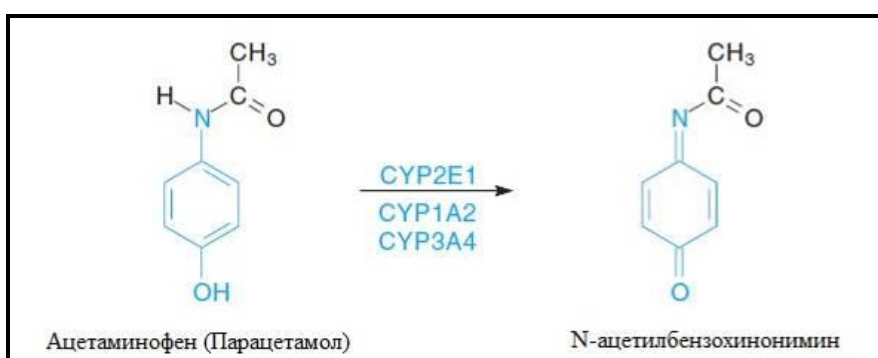 CH₃
H
N
C
O
OH
CYP2E1
CYP1A2
CYP3A4
CH₃
N
C
O
O
Ацетаминофен (Парацетамол)
N-ацетилбензохинонимин